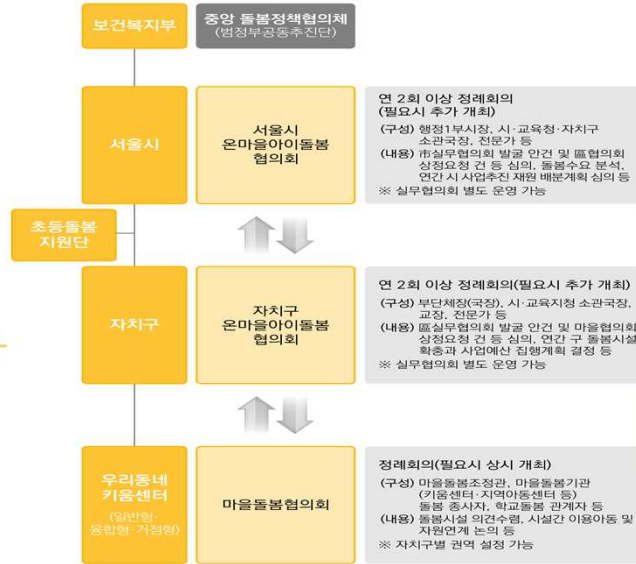 보건복지부
중앙 돌봄정책협의체
(범정부공동추진단)
서울시
서울시
온마을아이돌봄
협의회
연 2회 이상 정례회의
(필요시 추가 개최)
(구성) 행정1부시장, 시·교육청·자치구
소관국장, 전문가 등
(내용) 市실무협의회 발굴 안건 및 區협의회
상정요청 건 등 심의, 돌봄수요 분석,
연간 시 사업추진 재원 배분계획 심의 등
※ 실무협의회 별도 운영 가능
초등돌봄
지원단
자치구
자치구
온마을아이돌봄
협의회
연 2회 이상 정례회의(필요시 추가 개최)
(구성) 부단체장(국장), 시·교육지청 소관국장,
교장, 전문가 등
(내용) 區실무협의회 발굴 안건 및 마을협의회
상정요청 건 등 심의, 연간 구 돌봄시설
확충과 사업예산 집행계획 결정 등
※ 실무협의회 별도 운영 가능
우리동네
키움센터
(일반형·
융합형·거점형)
마을돌봄협의회
정례회의(필요시 상시 개최)
(구성) 마을돌봄조정관, 마을돌봄기관
(키움센터·지역아동센터 등)
돌봄 종사자, 학교돌봄 관계자 등
(내용) 돌봄시설 의견수렴, 시설간 이용아동 및
자원연계 논의 등
※ 자치구별 권역 설정 가능